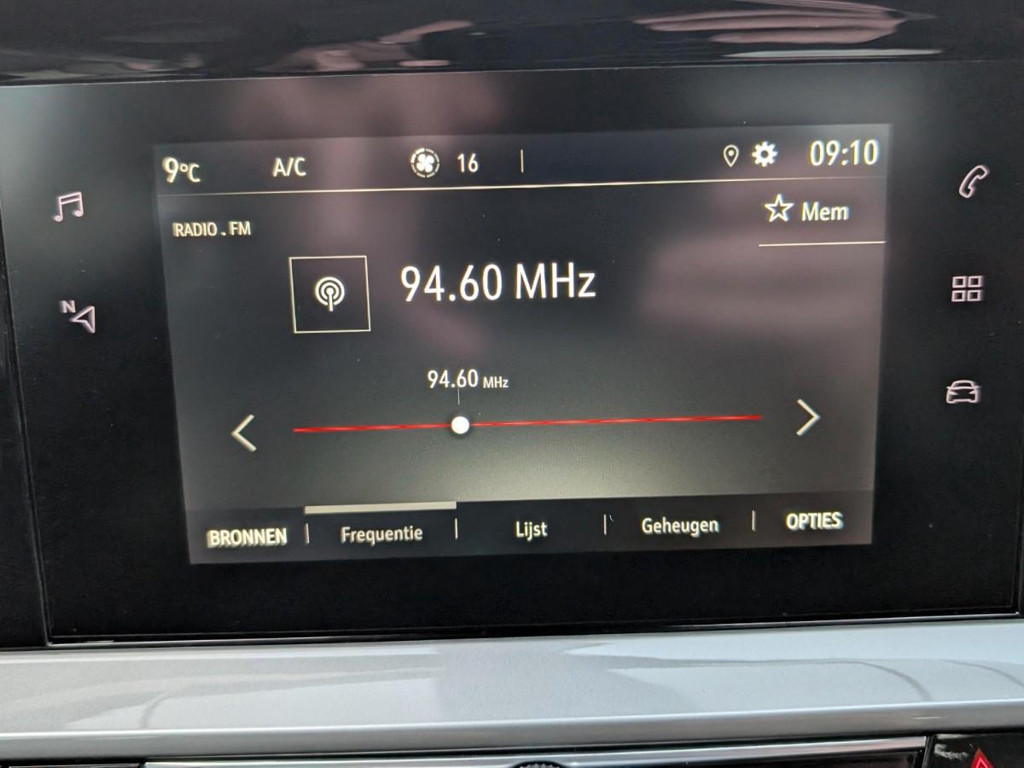 9°C A/C 16 09:10
Mem
RADIO . FM
94.60 MHz
94.60 MHz
N
BRONNEN Frequentie Lijst Geheugen OPTIES